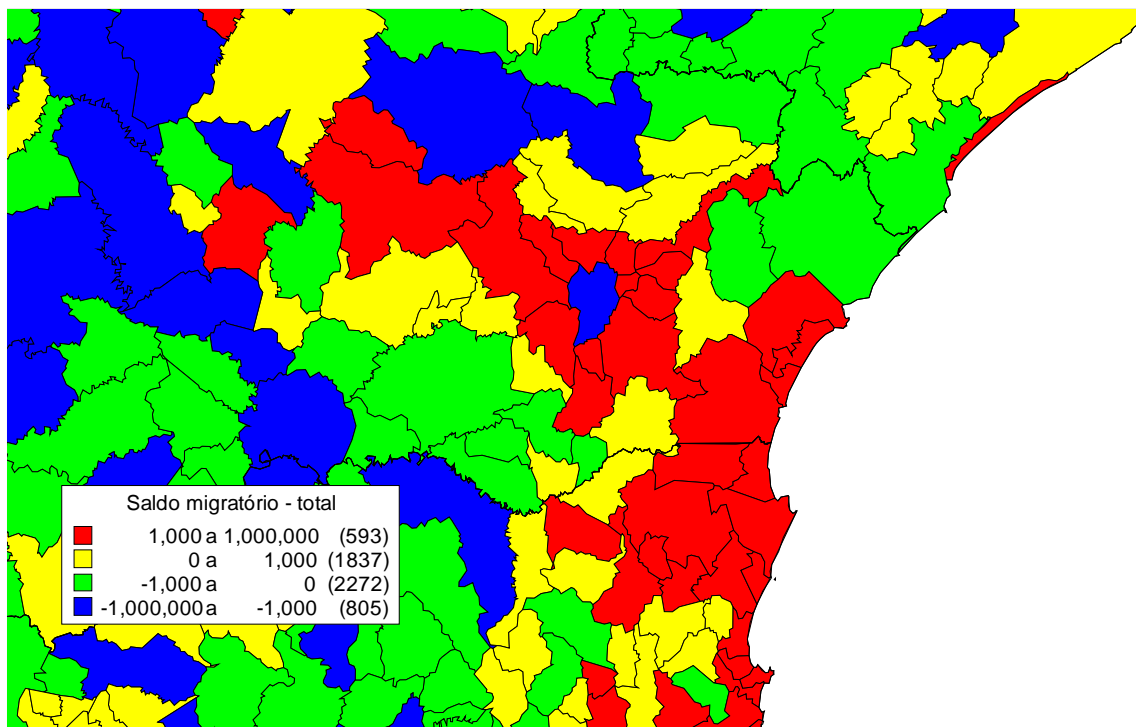 Saldo migratório - total
1,000 a 1,000,000 (593)
0 a 1,000 (1837)
-1,000 a 0 (2272)
-1,000,000 a -1,000 (805)